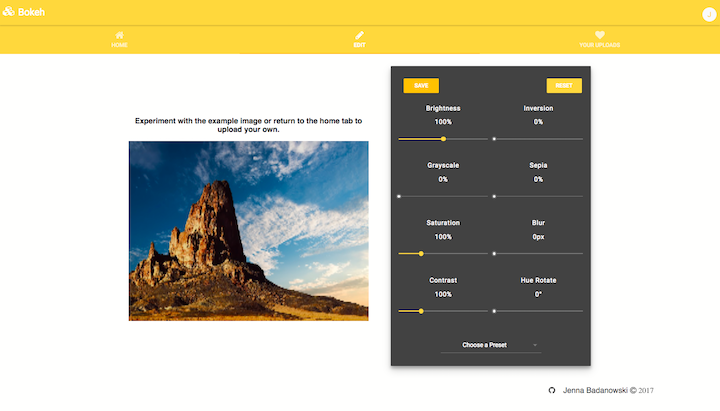 Bokeh
J
HOME
EDIT
YOUR UPLOADS
Experiment with the example image or return to the home tab to
upload your own.
SAVE
RESET
Brightness
100%
Inversion
0%
Grayscale
0%
Sepia
0%
Saturation
100%
Blur
0px
Contrast
100%
Hue Rotate
0°
Choose a Preset
Jenna Badanowski © 2017